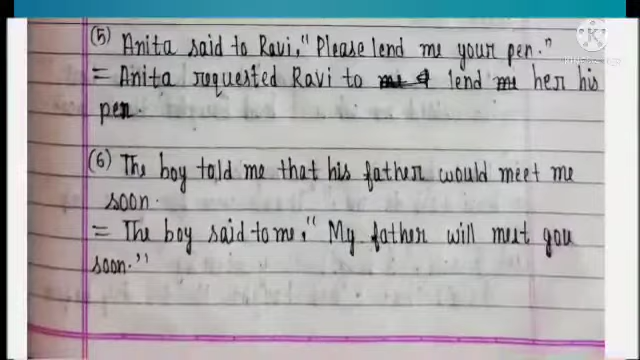 (5) Anita said to Ravi, "Please lend me your pen."
= Anita requested Ravi to lend her his
pen.
(6) The boy told me that his father would meet me
soon.
= The boy said to me, "My father will meet you
soon."